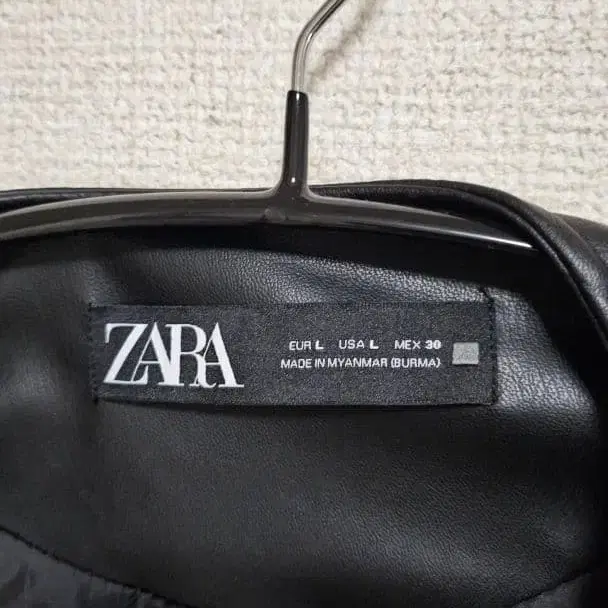 ZARA
EUR L USA L MEX 30
MADE IN MYANMAR (BURMA)